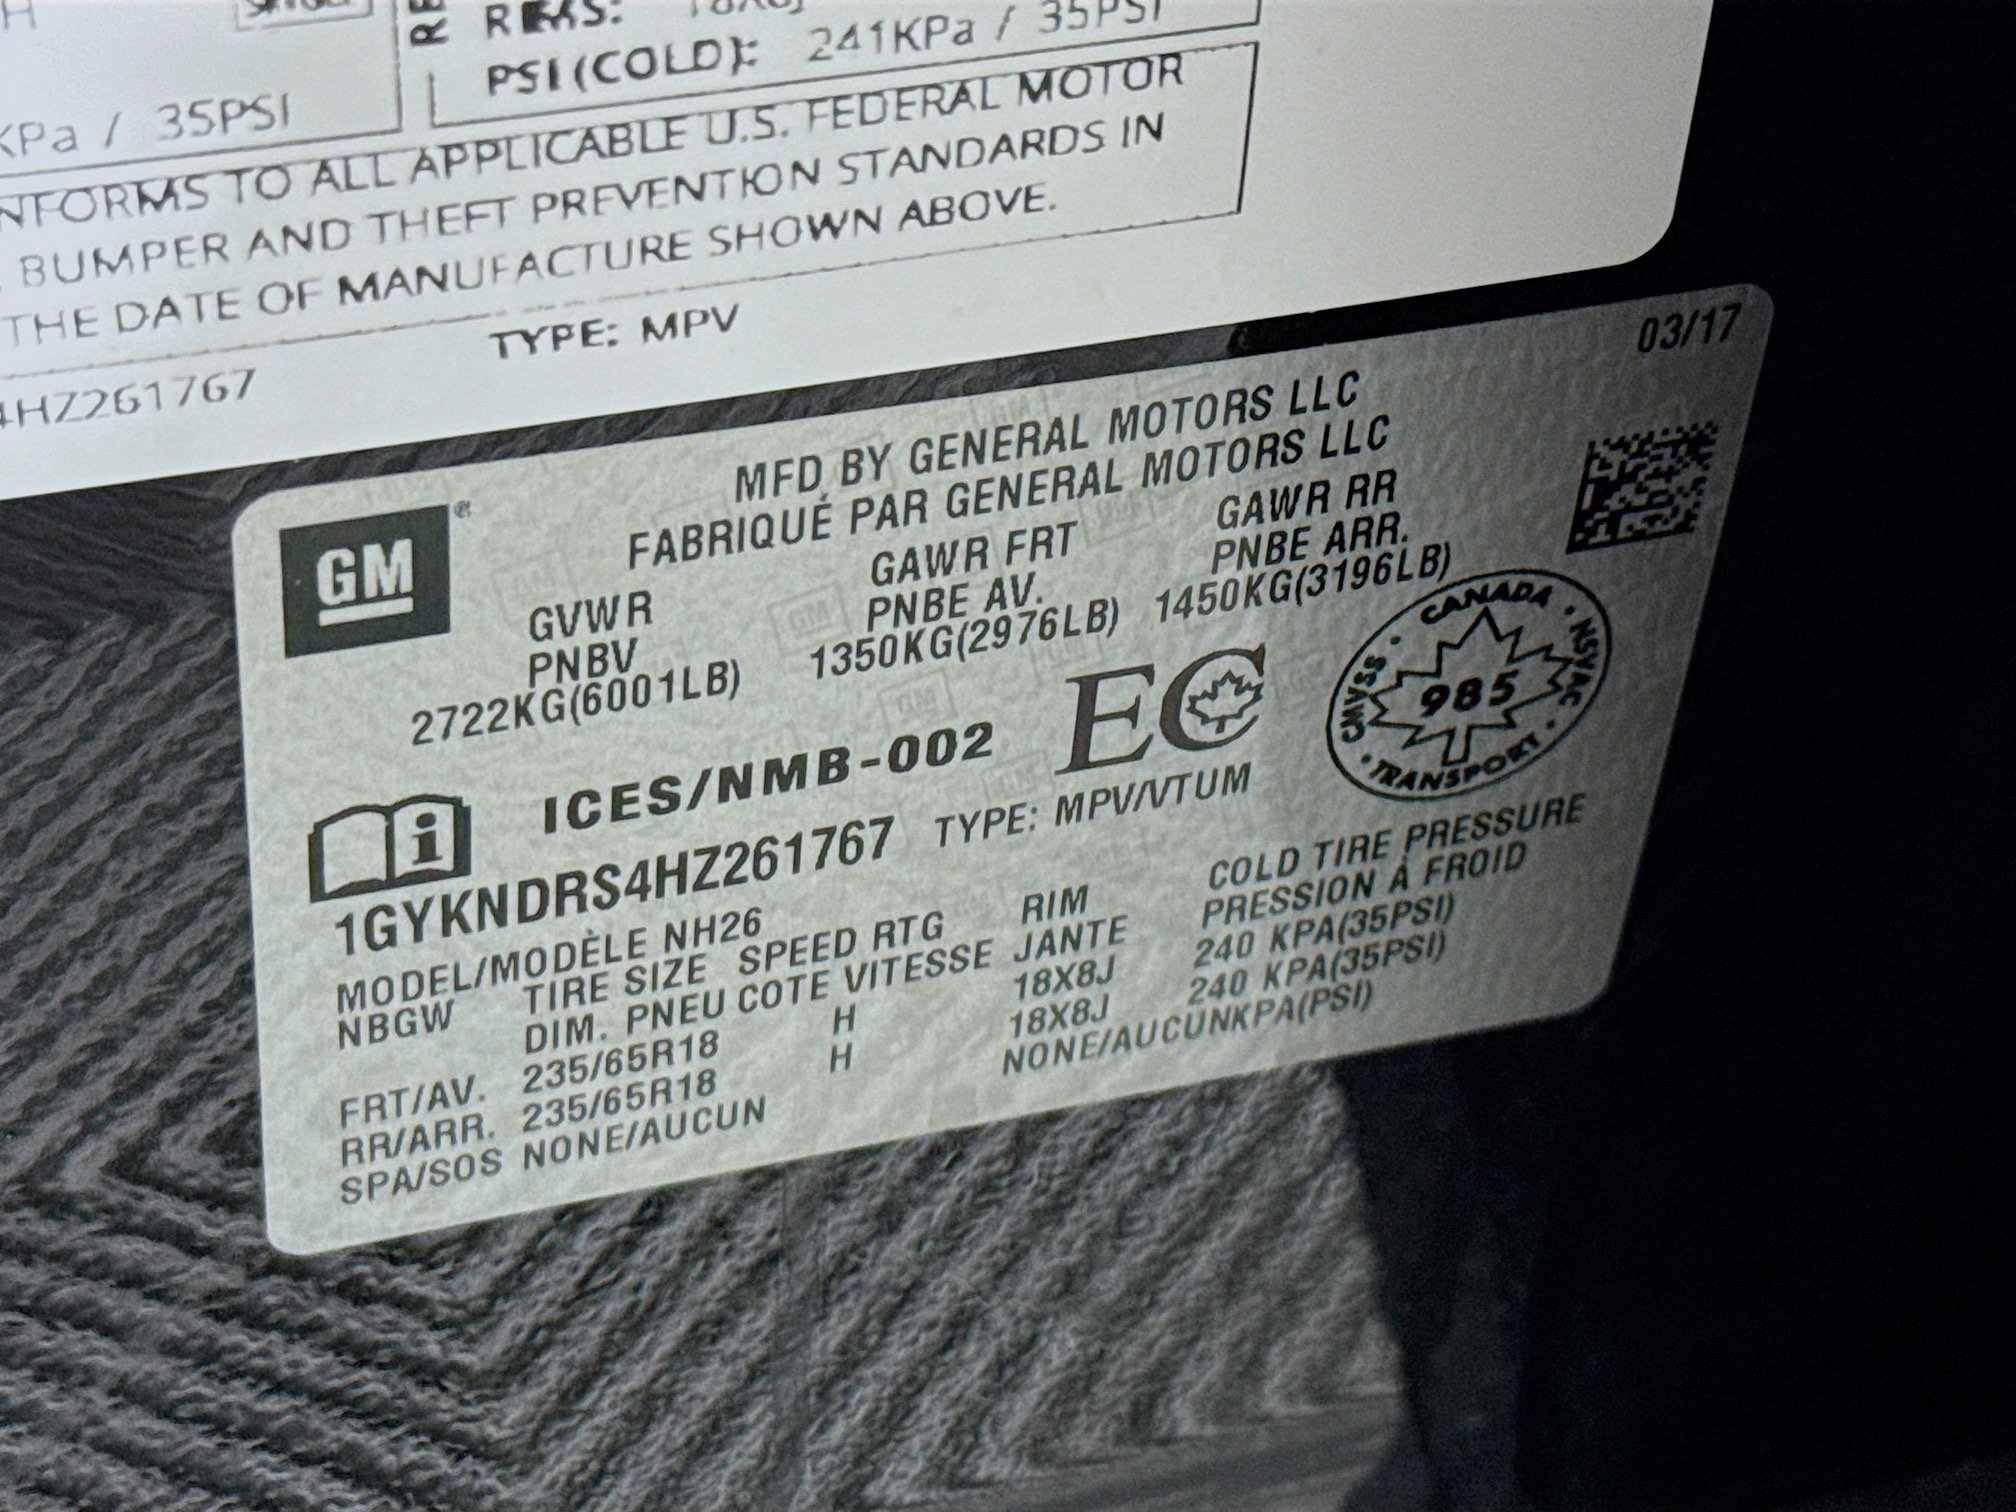 RIMS:
PSI(COLD): 241KPa / 35PSI
KPa / 35PSI
TO ALL APPLICABLE U.S. FEDERAL MOTOR
BUMPER AND THEFT PREVENTION STANDARDS IN
THE DATE OF MANUFACTURE SHOWN ABOVE.
4HZ261767 TYPE: MPV
03/17
GM
MFD BY GENERAL MOTORS LLC
FABRIQUÉ PAR GENERAL MOTORS LLC
GVWR GAWR FRT GAWR RR
PNBV PNBE AV. PNBE ARR.
2722KG(6001LB) 1350KG(2976LB) 1450KG(3196LB)
ICES/NMB-002 EC
CANADA · NSVAC · TRANSPORT · CMVSS ·
985
1GYKNDRS4HZ261767 TYPE: MPV/VTUM
MODEL/MODÈLE NH26
NBGW TIRE SIZE SPEED RTG RIM COLD TIRE PRESSURE
DIM. PNEU COTE VITESSE JANTE PRESSION À FROID
FRT/AV. 235/65R18 H 18X8J 240 KPA(35PSI)
RR/ARR. 235/65R18 H 18X8J 240 KPA(35PSI)
SPA/SOS NONE/AUCUN NONE/AUCUNKPA(PSI)